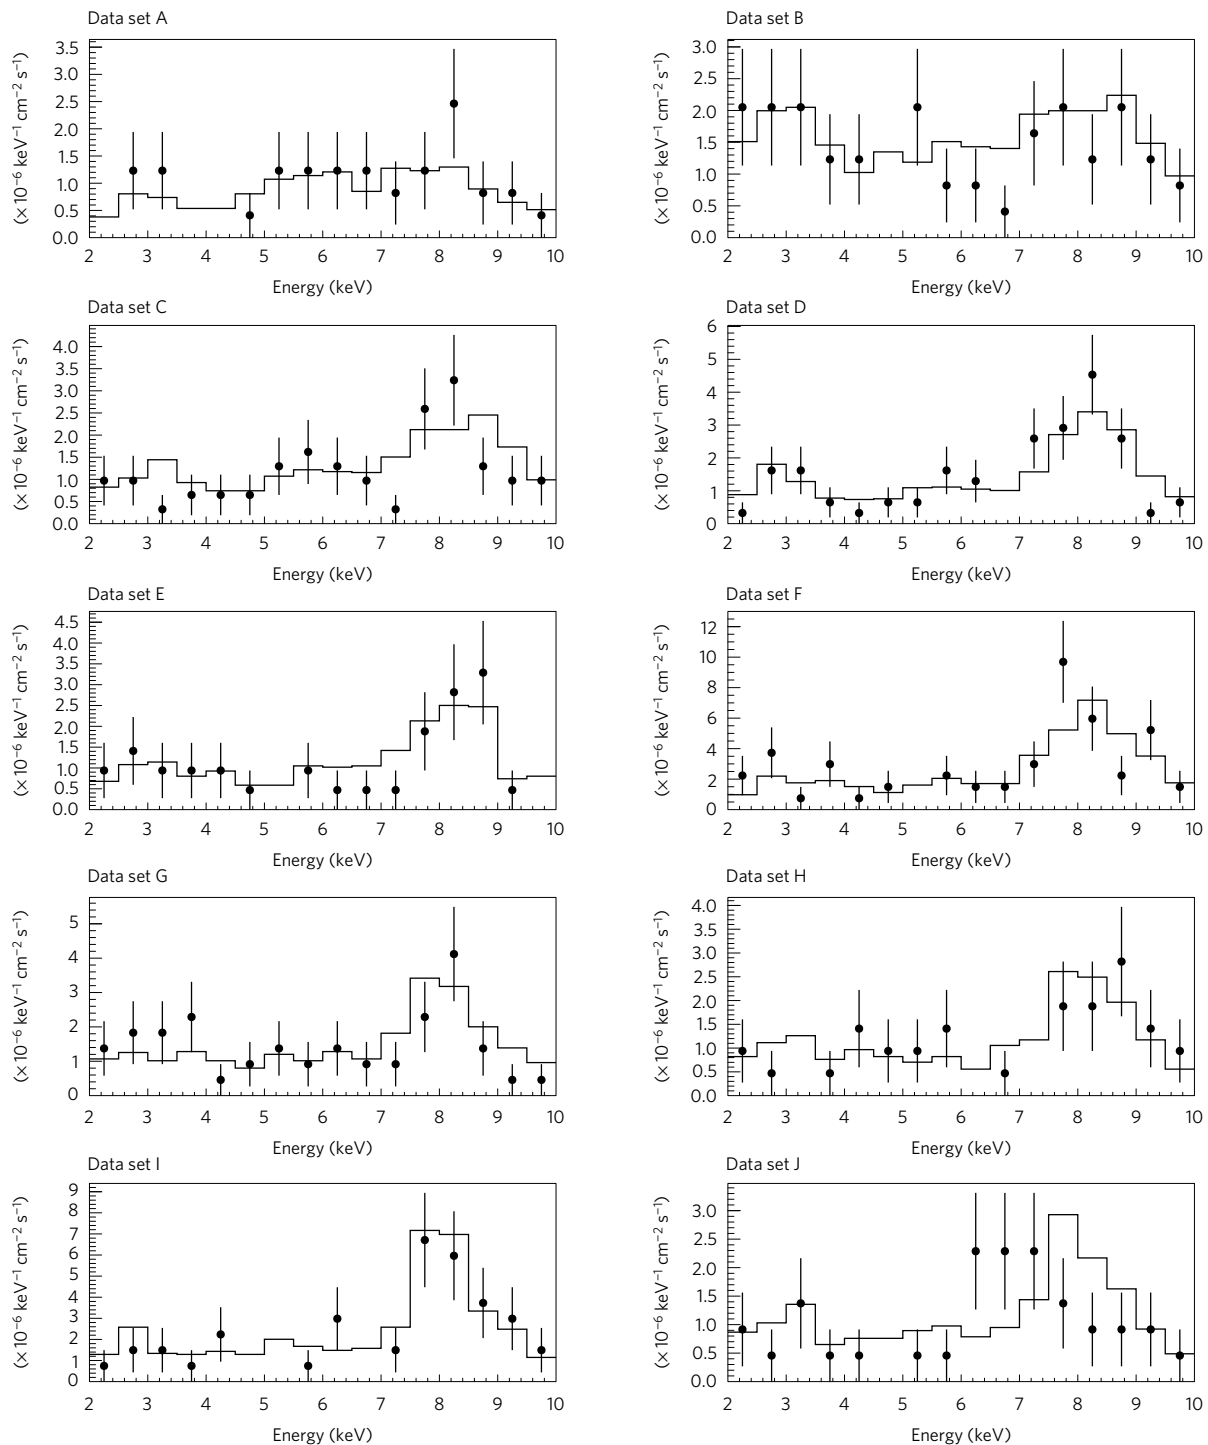 Data set A
(× 10⁻⁶ keV⁻¹ cm⁻² s⁻¹)
3.5
3.0
2.5
2.0
1.5
1.0
0.5
0.0
2 3 4 5 6 7 8 9 10
Energy (keV)
Data set B
(× 10⁻⁶ keV⁻¹ cm⁻² s⁻¹)
3.0
2.5
2.0
1.5
1.0
0.5
0.0
2 3 4 5 6 7 8 9 10
Energy (keV)
Data set C
(× 10⁻⁶ keV⁻¹ cm⁻² s⁻¹)
4.0
3.5
3.0
2.5
2.0
1.5
1.0
0.5
0.0
2 3 4 5 6 7 8 9 10
Energy (keV)
Data set D
(× 10⁻⁶ keV⁻¹ cm⁻² s⁻¹)
6
5
4
3
2
1
0
2 3 4 5 6 7 8 9 10
Energy (keV)
Data set E
(× 10⁻⁶ keV⁻¹ cm⁻² s⁻¹)
4.5
4.0
3.5
3.0
2.5
2.0
1.5
1.0
0.5
0.0
2 3 4 5 6 7 8 9 10
Energy (keV)
Data set F
(× 10⁻⁶ keV⁻¹ cm⁻² s⁻¹)
12
10
8
6
4
2
0
2 3 4 5 6 7 8 9 10
Energy (keV)
Data set G
(× 10⁻⁶ keV⁻¹ cm⁻² s⁻¹)
5
4
3
2
1
0
2 3 4 5 6 7 8 9 10
Energy (keV)
Data set H
(× 10⁻⁶ keV⁻¹ cm⁻² s⁻¹)
4.0
3.5
3.0
2.5
2.0
1.5
1.0
0.5
0.0
2 3 4 5 6 7 8 9 10
Energy (keV)
Data set I
(× 10⁻⁶ keV⁻¹ cm⁻² s⁻¹)
9
8
7
6
5
4
3
2
1
0
2 3 4 5 6 7 8 9 10
Energy (keV)
Data set J
(× 10⁻⁶ keV⁻¹ cm⁻² s⁻¹)
3.0
2.5
2.0
1.5
1.0
0.5
0.0
2 3 4 5 6 7 8 9 10
Energy (keV)